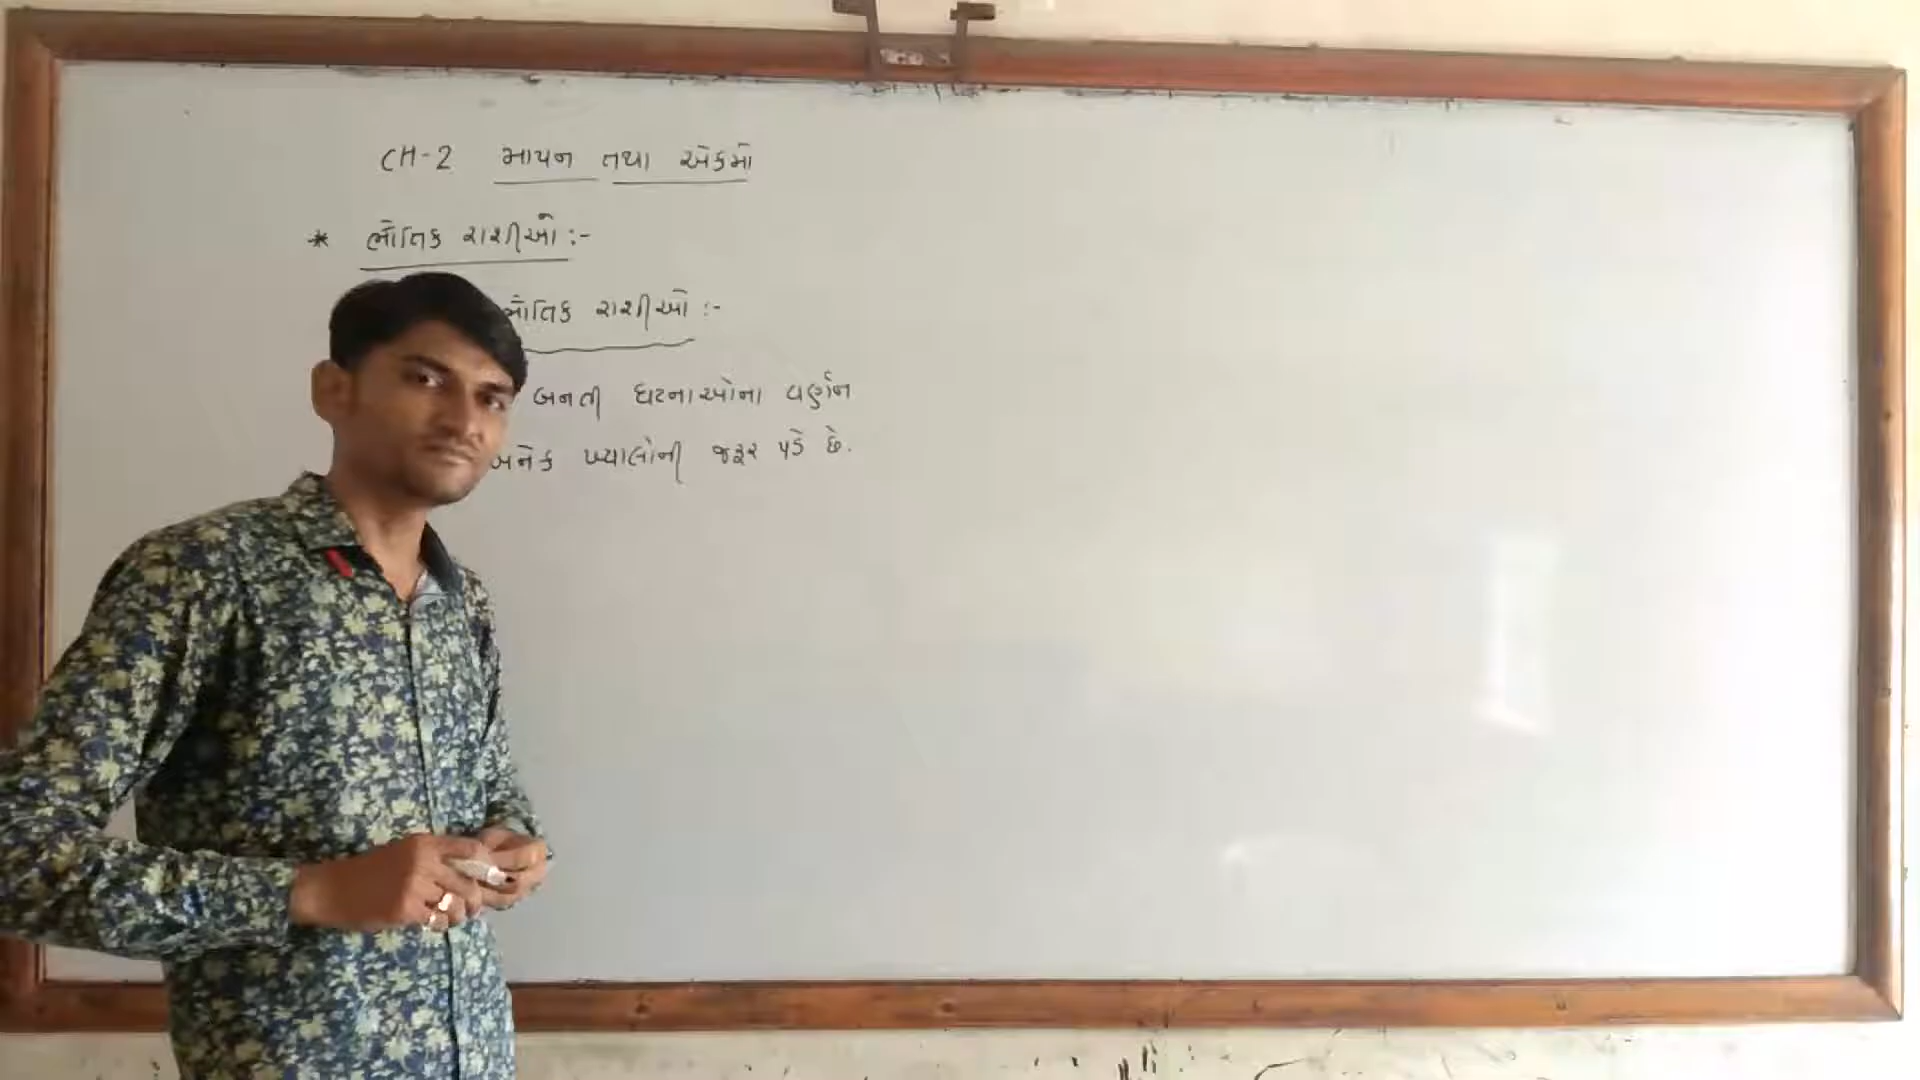 CH-2 માપન તથા એકમો
* ભૌતિક રાશીઓ :-
ભૌતિક રાશીઓ :-
બનતી ઘટનાઓના વર્ણન
અનેક ખ્યાલોની જરૂર પડે છે.